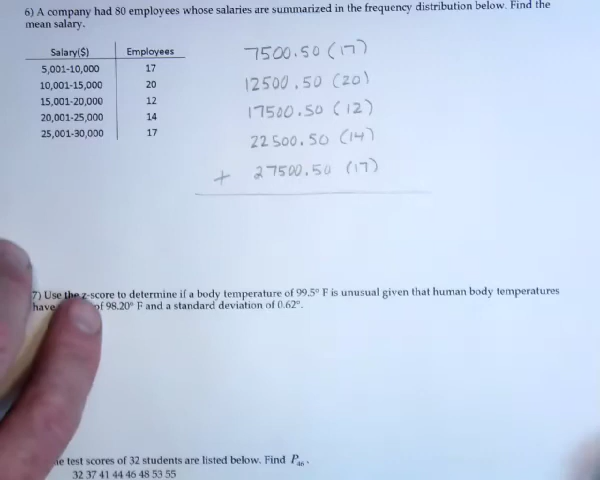 6) A company had 80 employees whose salaries are summarized in the frequency distribution below. Find the
mean salary.
Salary($) Employees
5,001-10,000 17
10,001-15,000 20
15,001-20,000 12
20,001-25,000 14
25,001-30,000 17
7500.50 (17)
12500.50 (20)
17500.50 (12)
22500.50 (14)
+ 27500.50 (17)
7) Use the z-score to determine if a body temperature of 99.5° F is unusual given that human body temperatures
have of 98.20° F and a standard deviation of 0.62°.
test scores of 32 students are listed below. Find P46.
32 37 41 44 46 48 53 55